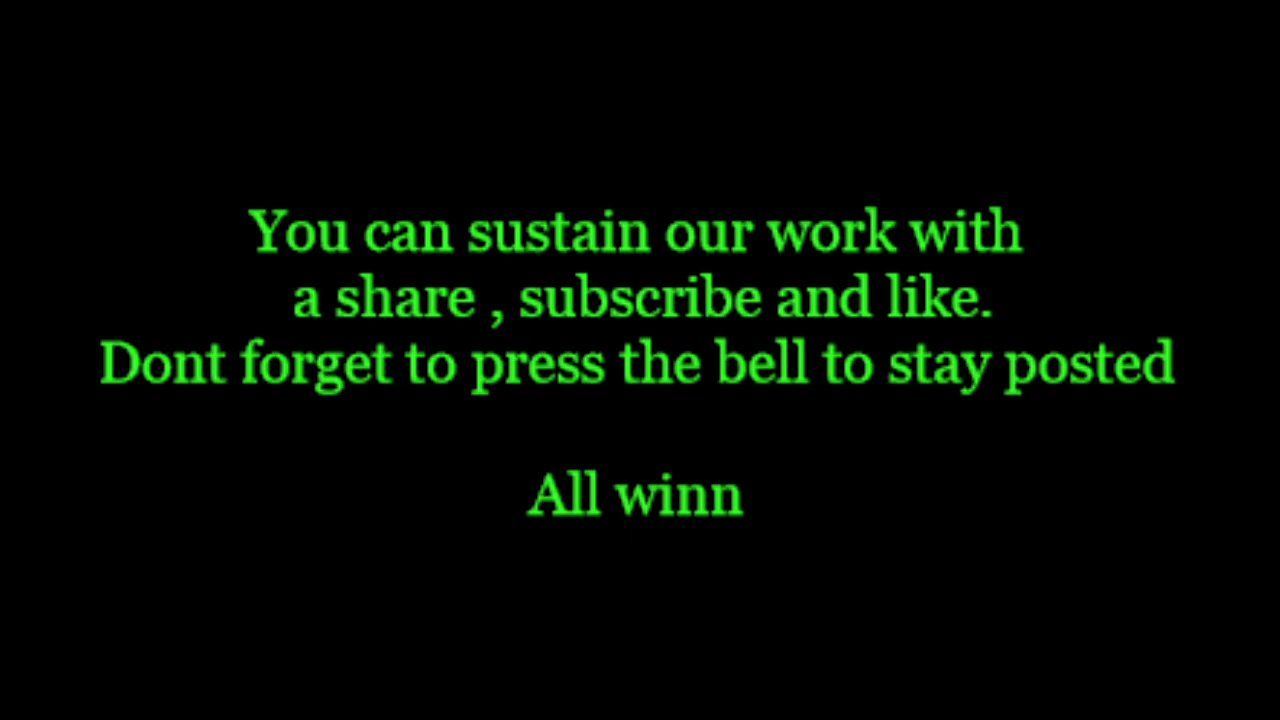 You can sustain our work with
a share , subscribe and like.
Dont forget to press the bell to stay posted
All winn